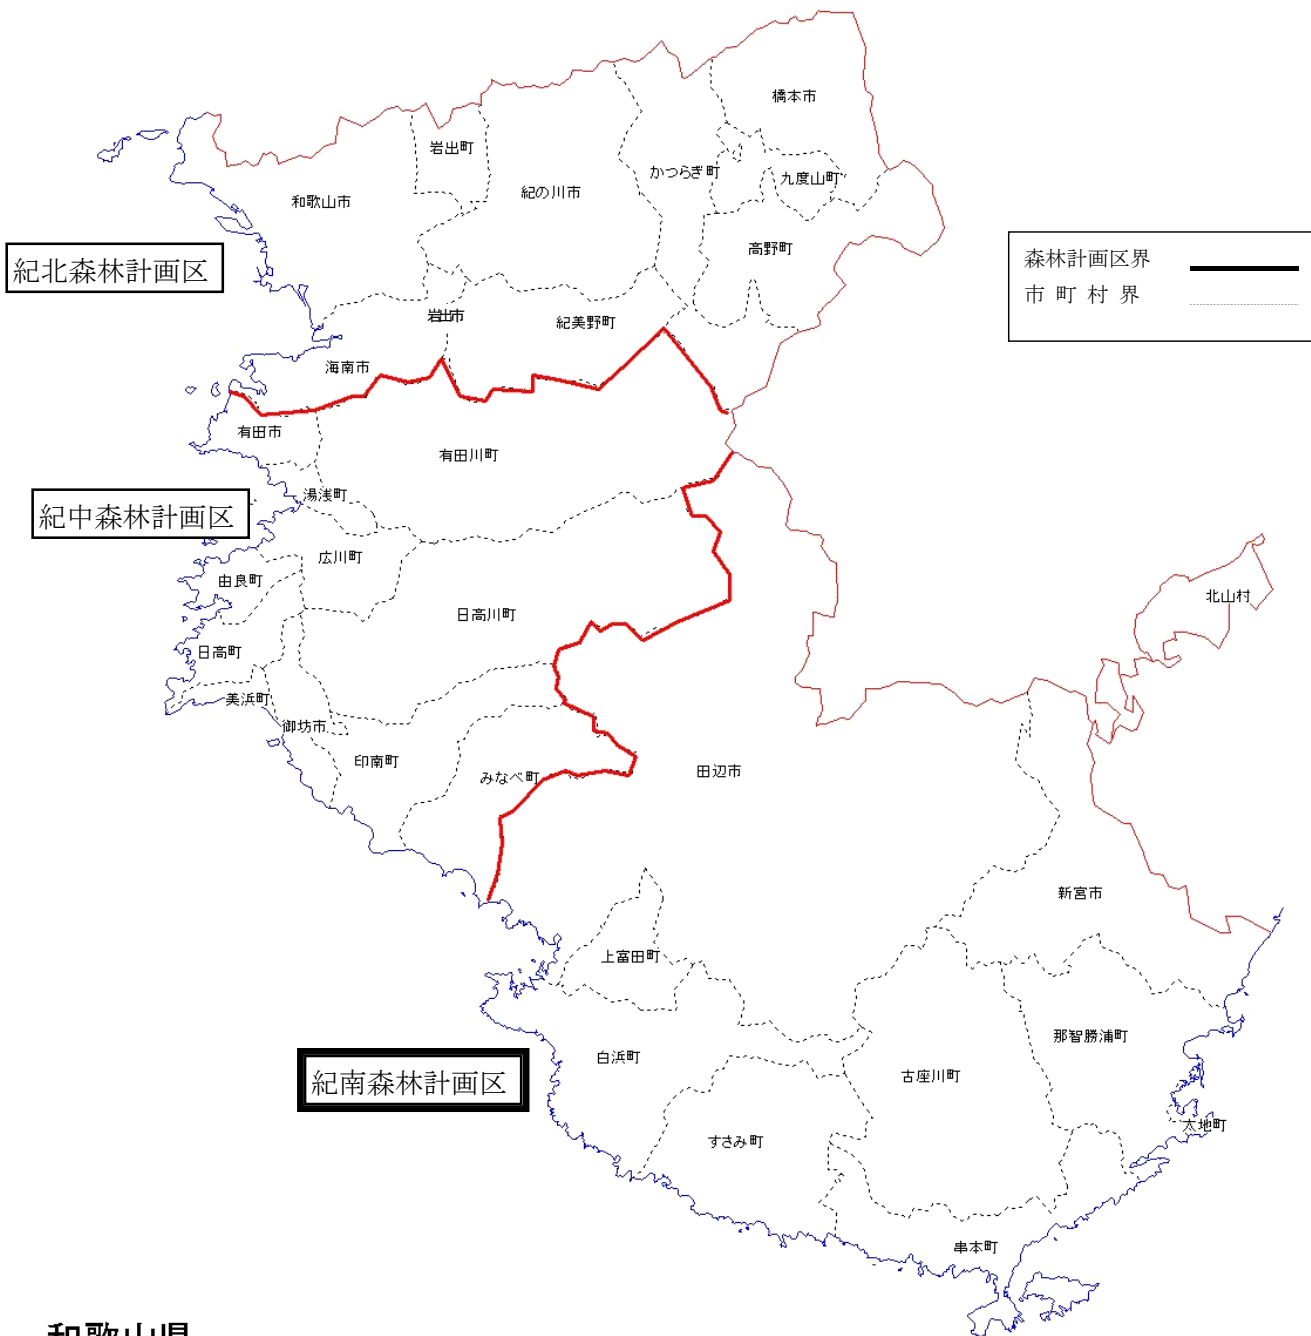 橋本市
岩出町
かつらぎ町
九度山町
紀の川市
和歌山市
高野町
紀北森林計画区
森林計画区界
市町村界
岩出市
紀美野町
海南市
有田市
有田川町
湯浅町
紀中森林計画区
広川町
由良町
北山村
日高川町
日高町
美浜町
御坊市
印南町
みなべ町
田辺市
新宮市
上富田町
那智勝浦町
白浜町
古座川町
紀南森林計画区
太地町
すさみ町
串本町
和歌山県